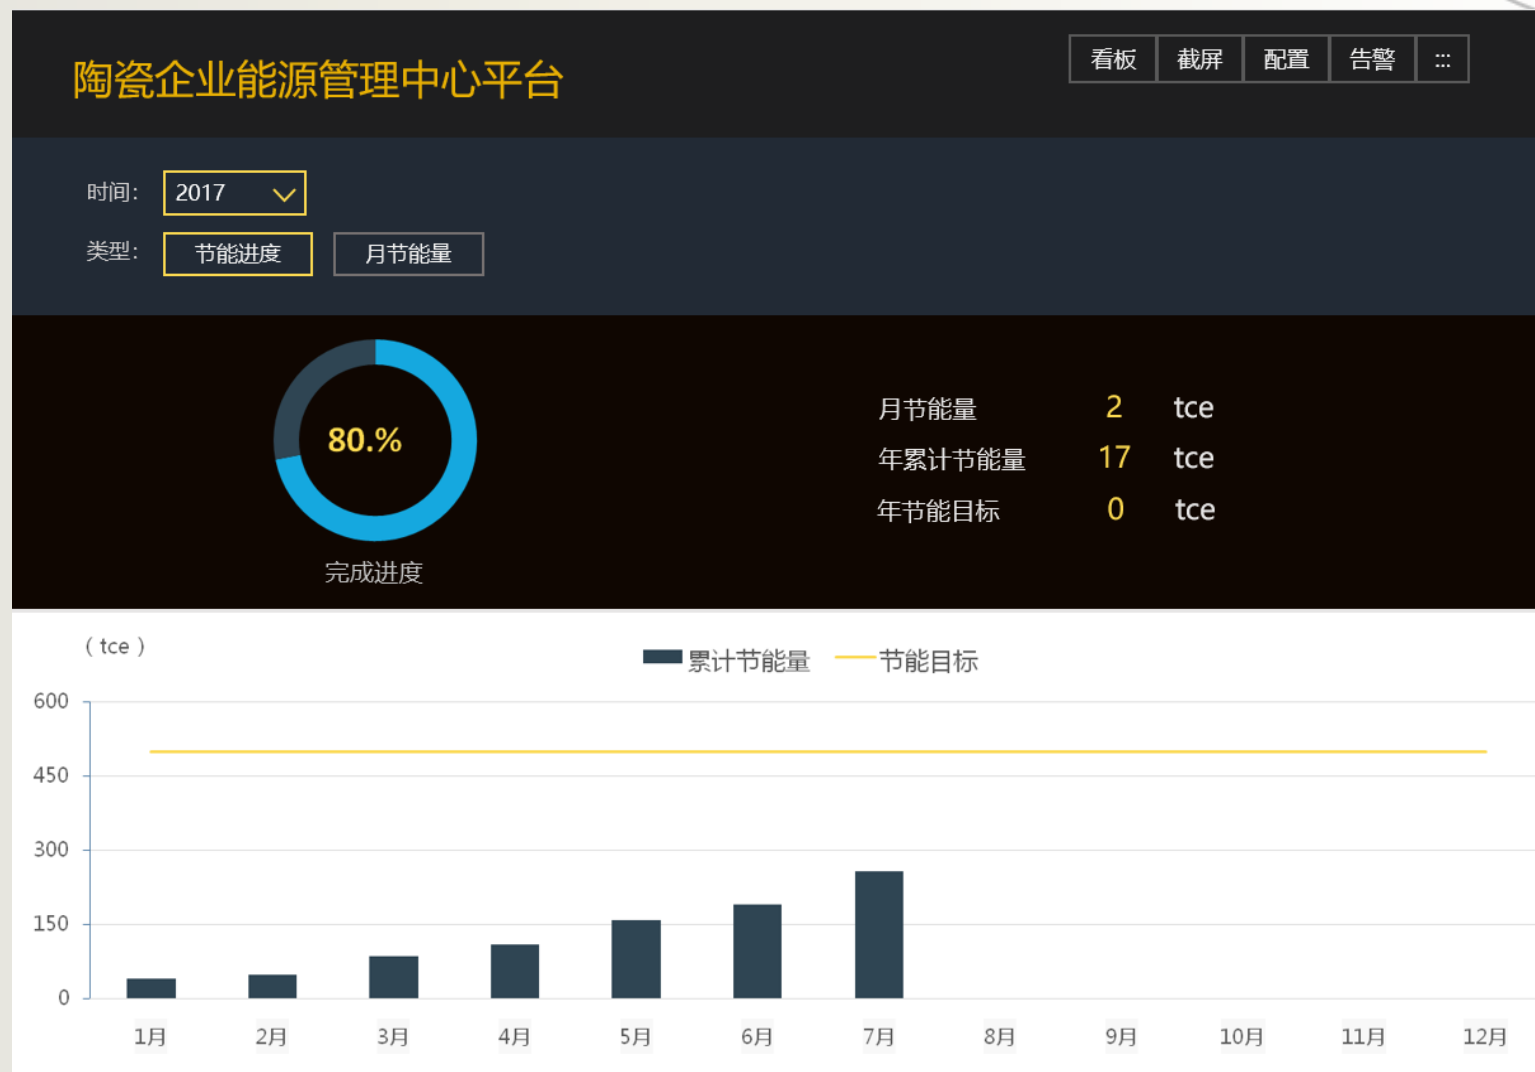 陶瓷企业能源管理中心平台
看板 截屏 配置 告警 :::
时间： 2017
类型： 节能进度 月节能量
80.%
完成进度
月节能量 2 tce
年累计节能量 17 tce
年节能目标 0 tce
（tce）
累计节能量 节能目标
600
450
300
150
0
1月 2月 3月 4月 5月 6月 7月 8月 9月 10月 11月 12月